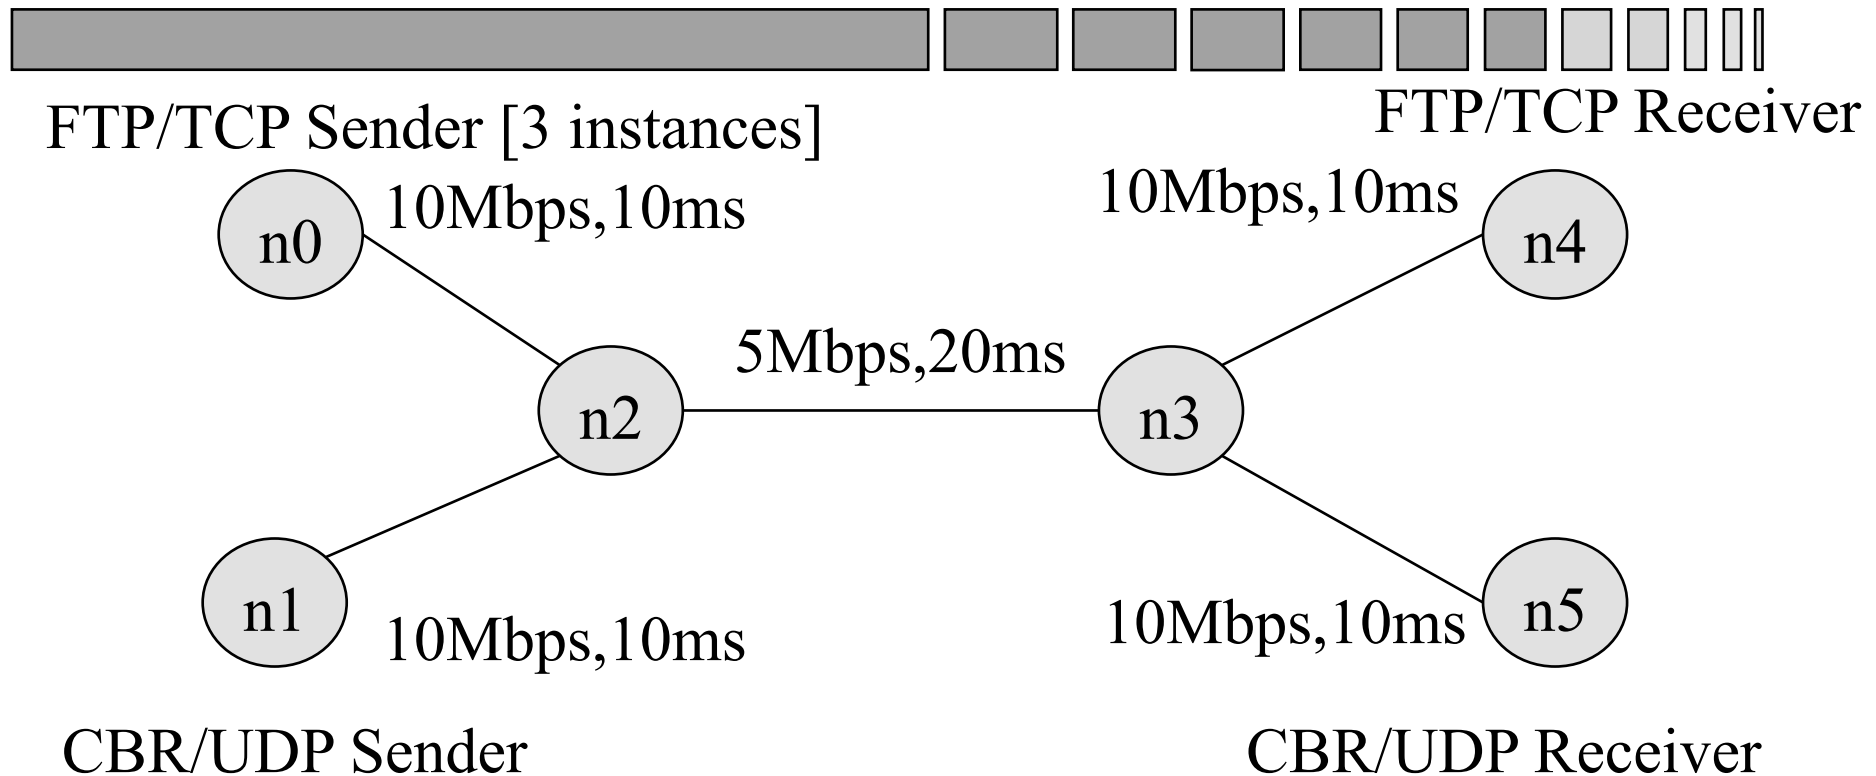 FTP/TCP Sender [3 instances]
FTP/TCP Receiver
10Mbps,10ms
10Mbps,10ms
n0
n4
5Mbps,20ms
n2
n3
n1
10Mbps,10ms
10Mbps,10ms
n5
CBR/UDP Sender
CBR/UDP Receiver